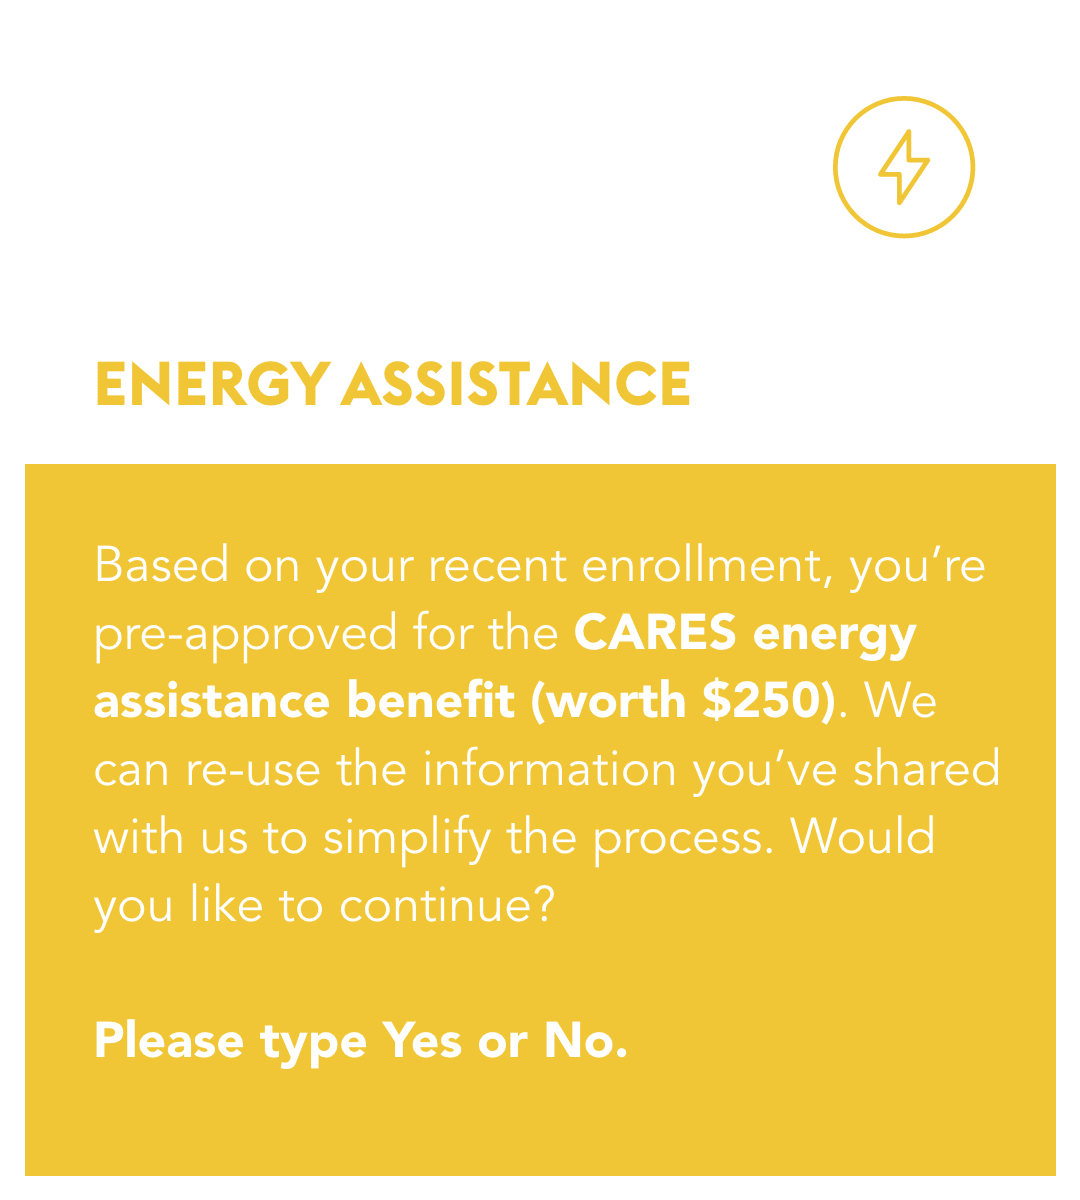 ENERGY ASSISTANCE
Based on your recent enrollment, you’re
pre-approved for the CARES energy
assistance benefit (worth $250). We
can re-use the information you’ve shared
with us to simplify the process. Would
you like to continue?
Please type Yes or No.